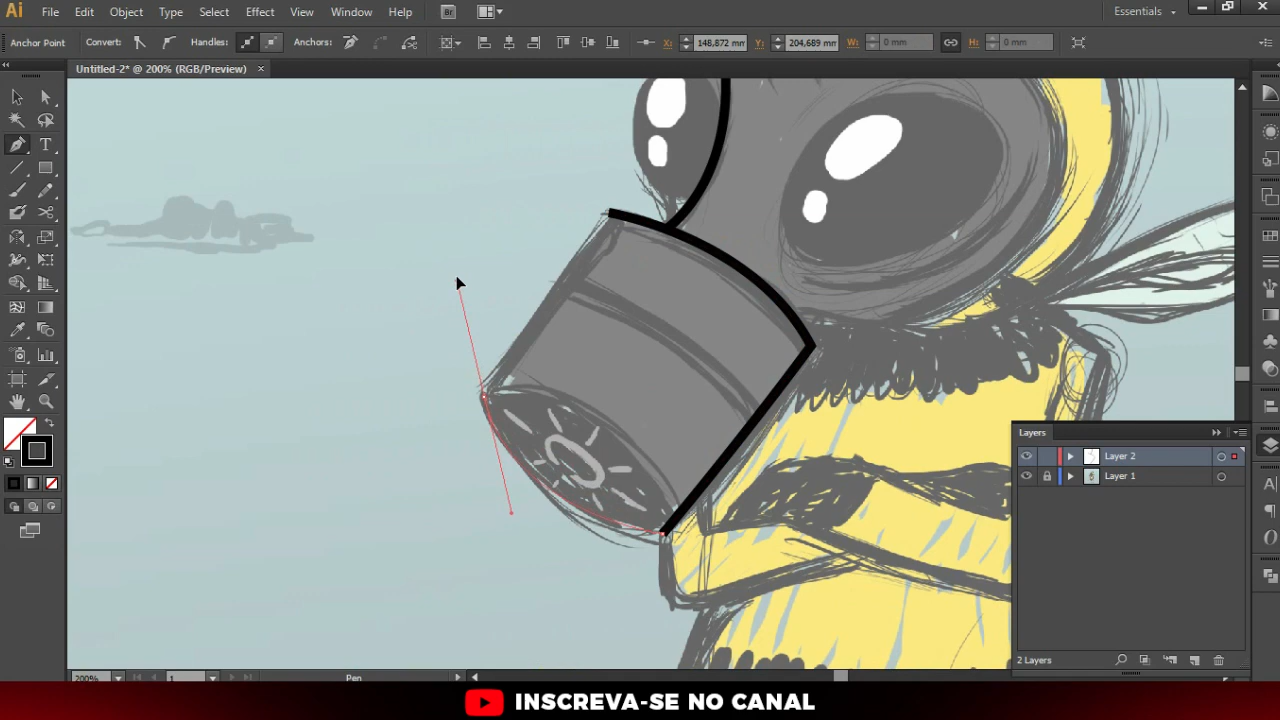 Ai File Edit Object Type Select Effect View Window Help Br Essentials
Anchor Point Convert: Handles: Anchors: X: 148,872 mm Y: 204,689 mm W: 0 mm H: 0 mm
Untitled-2* @ 200% (RGB/Preview) ×
T
Layers
Layer 2
Layer 1
A
¶
O
2 Layers
200% 1 Pen
INSCREVA-SE NO CANAL